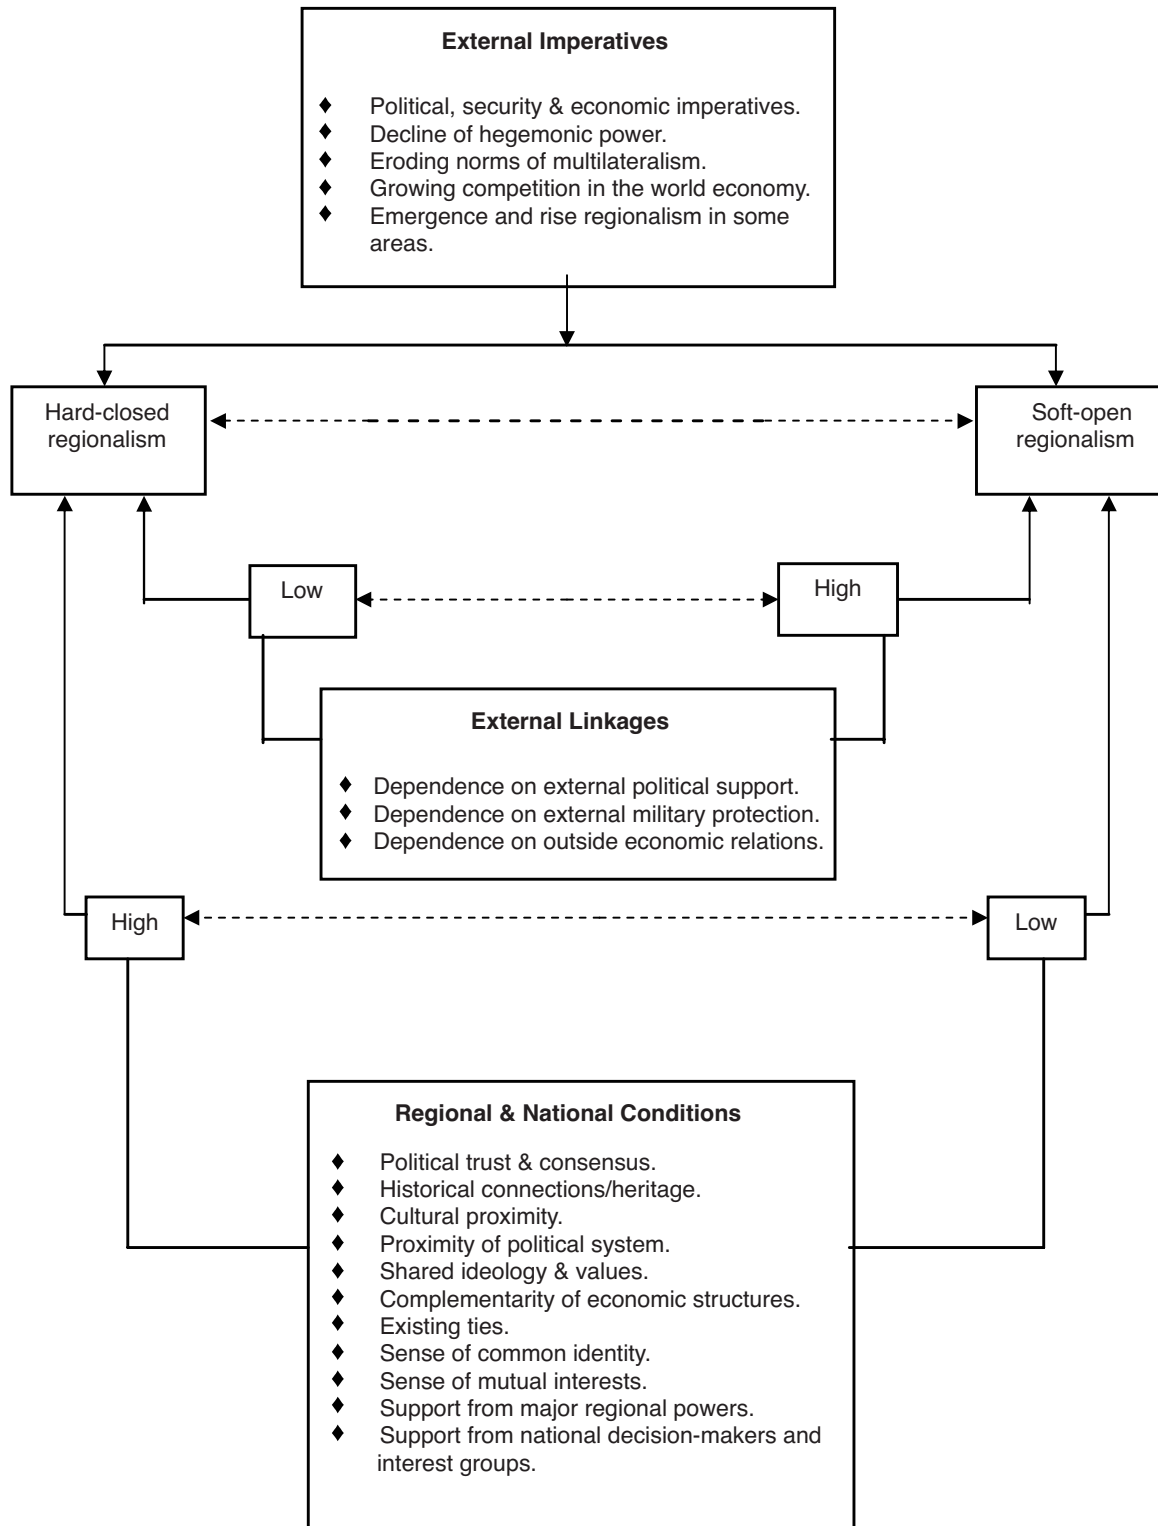 External Imperatives
♦ Political, security & economic imperatives.
♦ Decline of hegemonic power.
♦ Eroding norms of multilateralism.
♦ Growing competition in the world economy.
♦ Emergence and rise regionalism in some
areas.
Hard-closed
regionalism
Soft-open
regionalism
Low
High
External Linkages
♦ Dependence on external political support.
♦ Dependence on external military protection.
♦ Dependence on outside economic relations.
High
Low
Regional & National Conditions
♦ Political trust & consensus.
♦ Historical connections/heritage.
♦ Cultural proximity.
♦ Proximity of political system.
♦ Shared ideology & values.
♦ Complementarity of economic structures.
♦ Existing ties.
♦ Sense of common identity.
♦ Sense of mutual interests.
♦ Support from major regional powers.
♦ Support from national decision-makers and
interest groups.